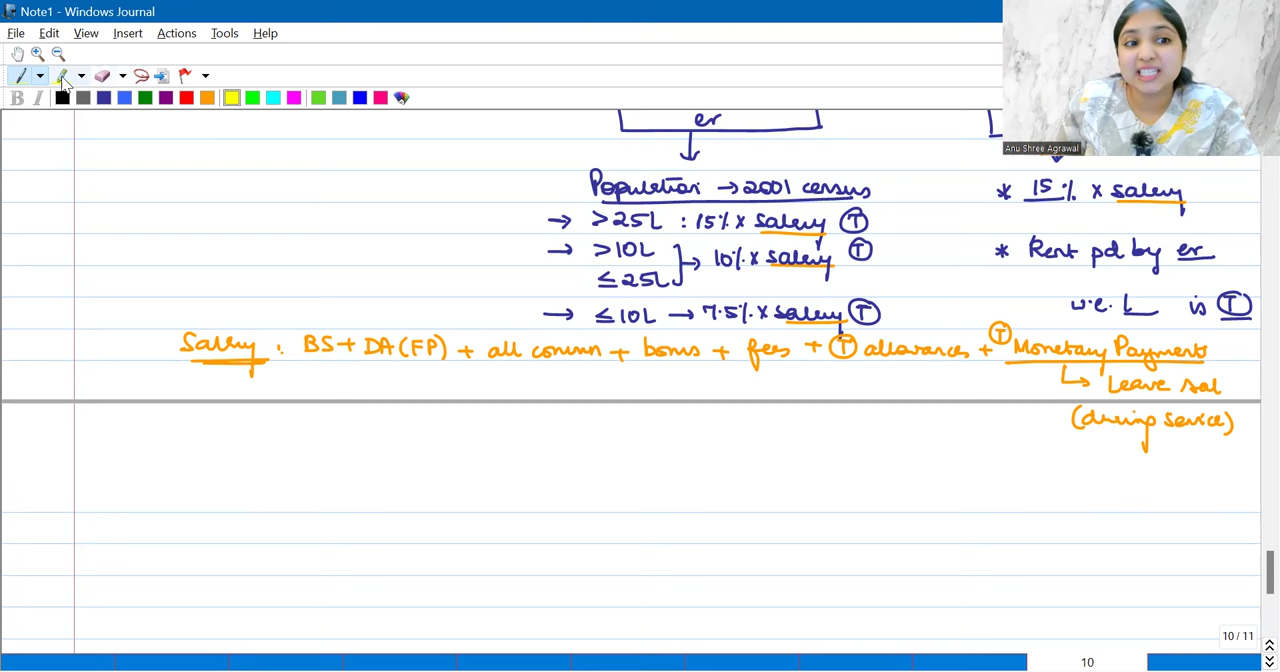 Note1 - Windows Journal
File Edit View Insert Actions Tools Help
B I
Anu Shree Agrawal
er
Population → 2001 census
→ >25L : 15% x Salary (T)
→ >10L
≤ 25L
→ 10% x Salary (T)
→ ≤ 10L → 7.5% x Salary (T)
* 15% x Salary
* Rent pd by er
w.e. L is (T)
Salary : BS + DA (FP) + all comm + bonus + fees + (T) allowances + (T) Monetary Payments
↳ Leave sal
(during service)
10 / 11
10